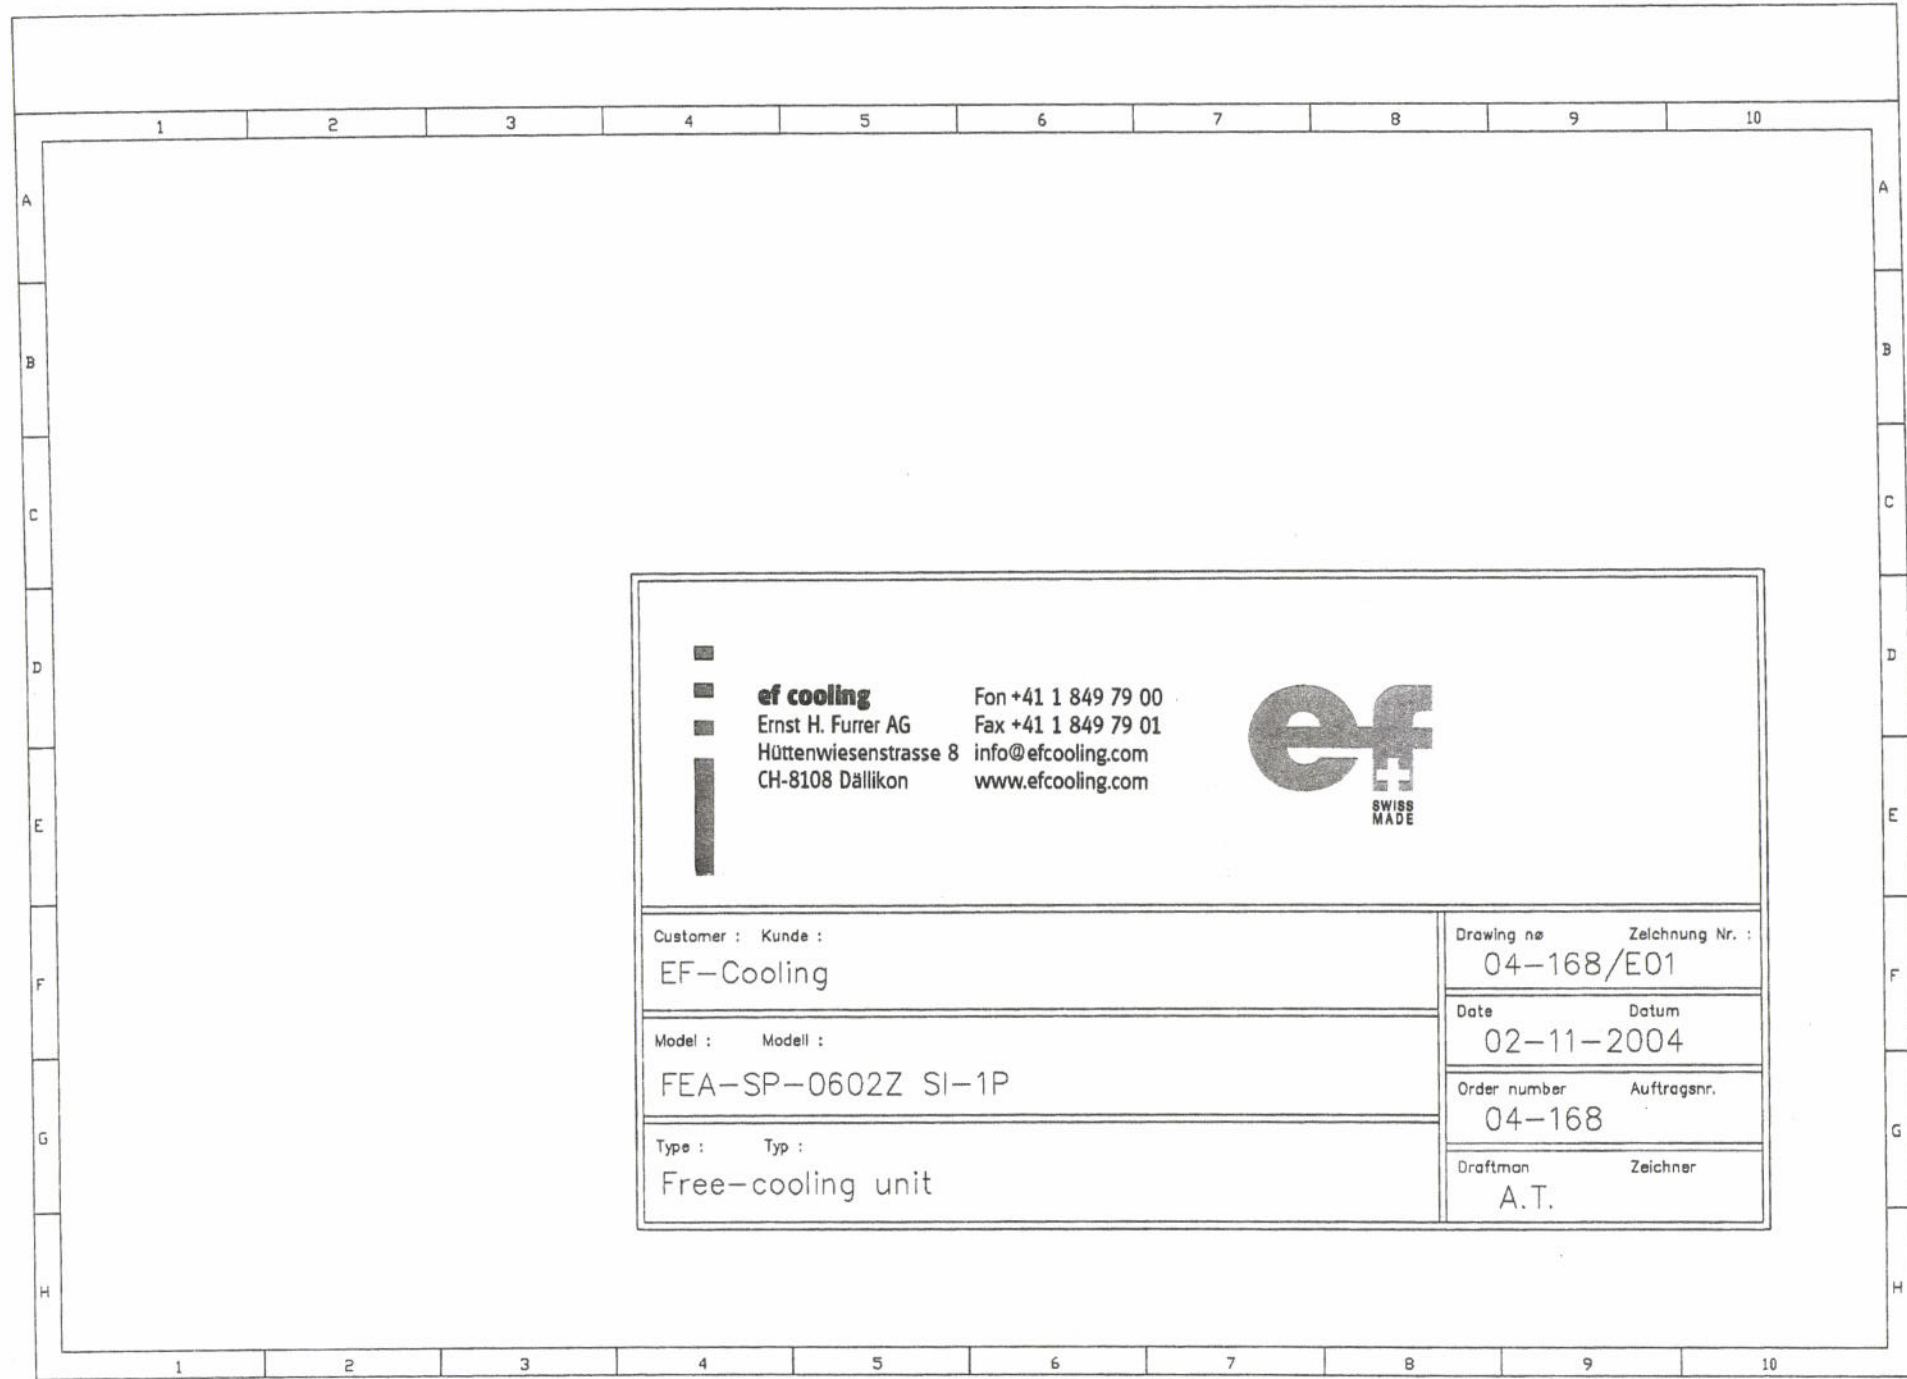 1 2 3 4 5 6 7 8 9 10
A A
B B
C C
D D
E E
F F
G G
H H
ef cooling
Ernst H. Furrer AG
Hüttenwiesenstrasse 8
CH-8108 Dällikon
Fon +41 1 849 79 00
Fax +41 1 849 79 01
info@efcooling.com
www.efcooling.com
ef
SWISS
MADE
Customer : Kunde :
EF-Cooling
Model : Modell :
FEA-SP-0602Z SI-1P
Type : Typ :
Free-cooling unit
Drawing nø Zeichnung Nr. :
04-168/E01
Date Datum
02-11-2004
Order number Auftragsnr.
04-168
Draftman Zeichner
A.T.
1 2 3 4 5 6 7 8 9 10